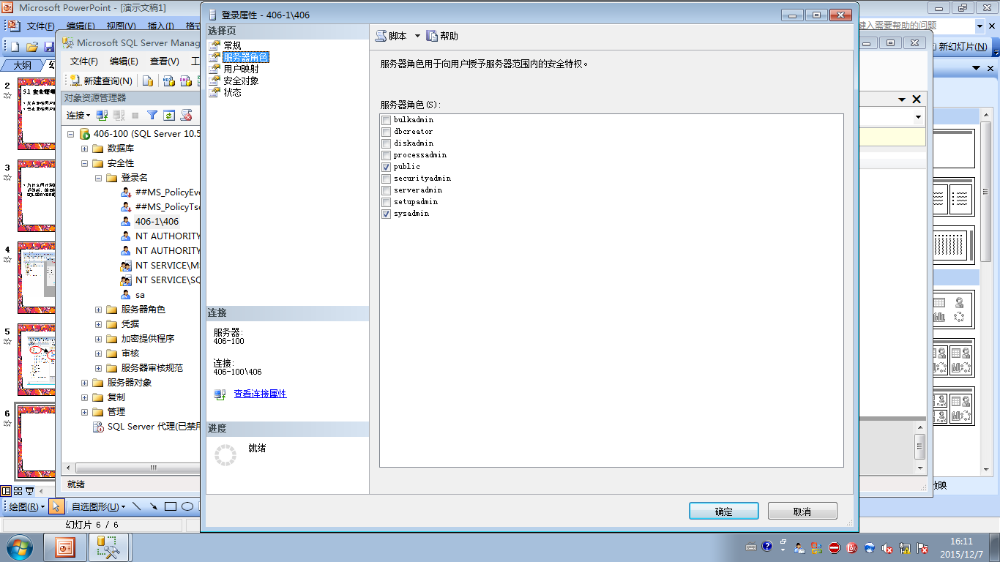 Microsoft PowerPoint - [演示文稿1]
文件(F) 编辑(E) 视图(V) 插入(I) 格式
键入需要帮助的问题
新幻灯片(N)
大纲
2
3
4
5
6
Microsoft SQL Server Mana
文件(F) 编辑(E) 查看(V) 工
新建查询(N)
对象资源管理器
连接
406-100 (SQL Server 10.5
数据库
安全性
登录名
##MS_PolicyEve
##MS_PolicyTs
406-1\406
NT AUTHORITY
NT AUTHORITY
NT SERVICE\M
NT SERVICE\SQ
sa
服务器角色
凭据
加密提供程序
审核
服务器审核规范
服务器对象
复制
管理
SQL Server 代理(已禁用
就绪
登录属性 - 406-1\406
选择页
常规
服务器角色
用户映射
安全对象
状态
连接
服务器:
406-100
连接:
406-100\406
查看连接属性
进度
就绪
脚本 帮助
服务器角色用于向用户授予服务器范围内的安全特权。
服务器角色(S):
bulkadmin
dbcreator
diskadmin
processadmin
public
securityadmin
serveradmin
setupadmin
sysadmin
确定 取消
放映
绘图(R) 自选图形(U)
幻灯片 6 / 6
16:11
2015/12/7